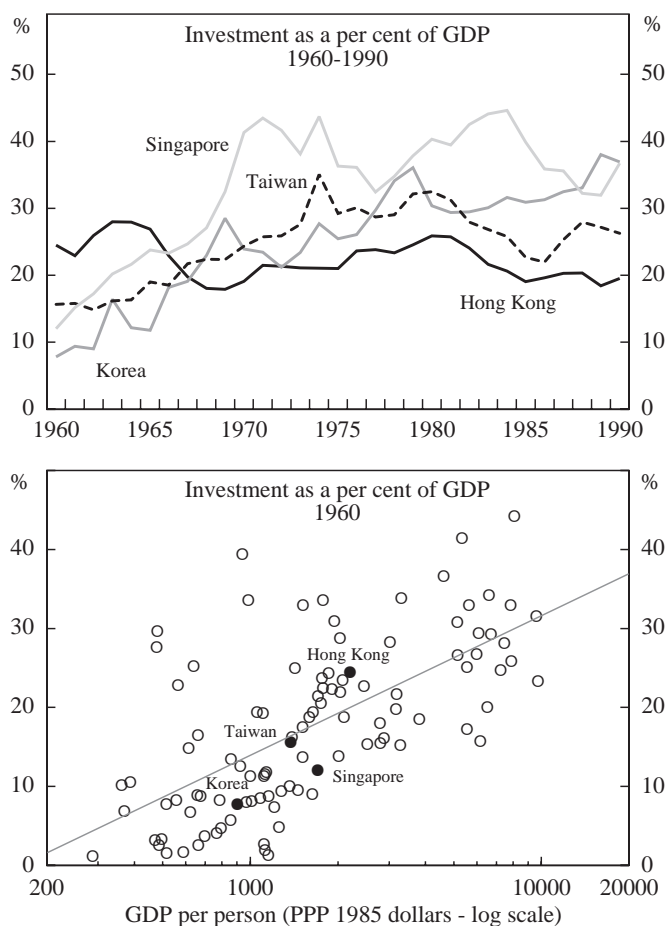 Investment as a per cent of GDP
1960-1990
% %
50 50
40 40
30 30
20 20
10 10
0 0
Singapore
Taiwan
Hong Kong
Korea
1960 1965 1970 1975 1980 1985 1990
Investment as a per cent of GDP
1960
% %
40 40
30 30
20 20
10 10
0 0
Hong Kong
Taiwan
Singapore
Korea
200 1000 10000 20000
GDP per person (PPP 1985 dollars - log scale)